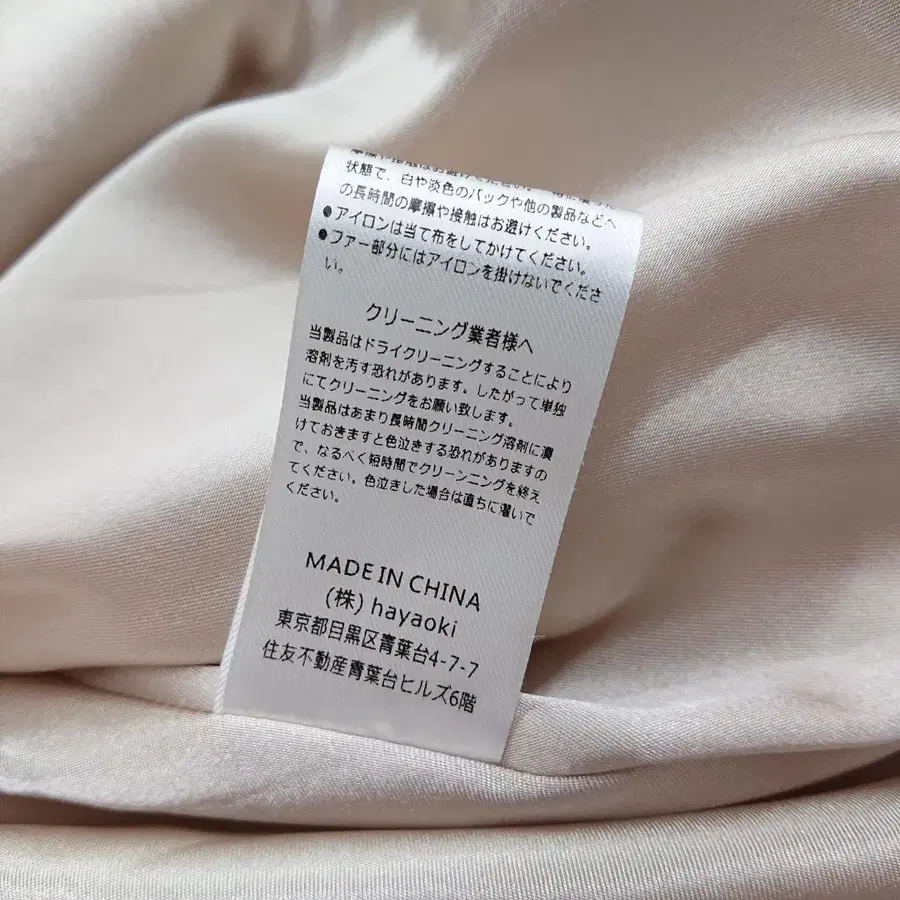 状態で、白や淡色のバックや他の製品などへ
の長時間の摩擦や接触はお避けください。
●アイロンは当て布をしてかけてください。
●ファー部分にはアイロンを掛けないでくださ
い。
クリーニング業者様へ
当製品はドライクリーニングすることにより
溶剤を汚す恐れがあります。したがって単独
にてクリーニングをお願い致します。
当製品はあまり長時間クリーニング溶剤に漬
けておきますと色泣きする恐れがありますの
で、なるべく短時間でクリーンニングを終え
てください。色泣きした場合は直ちに濯いで
ください。
MADE IN CHINA
(株) hayaoki
東京都目黒区青葉台4-7-7
住友不動産青葉台ヒルズ6階